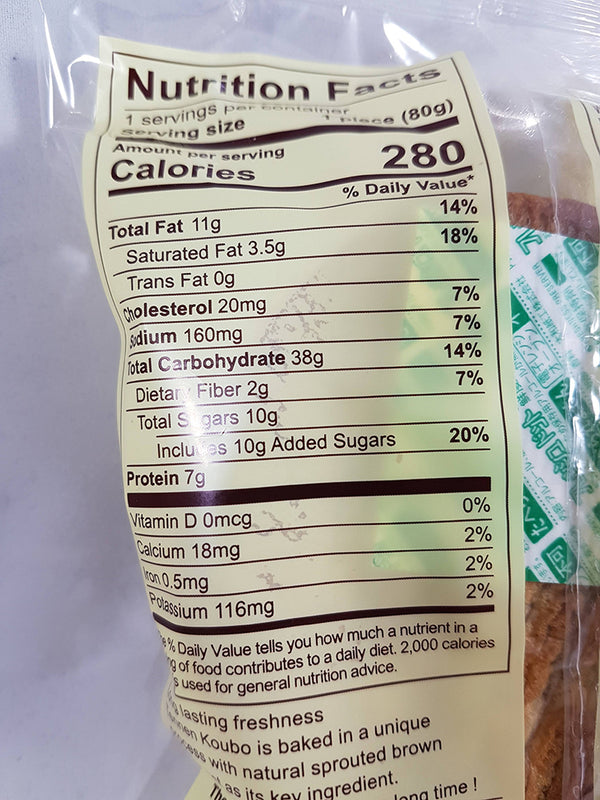 Nutrition Facts
1 servings per container
serving size 1 piece (80g)
Amount per serving
Calories 280
% Daily Value*
Total Fat 11g 14%
Saturated Fat 3.5g 18%
Trans Fat 0g
Cholesterol 20mg 7%
Sodium 160mg 7%
Total Carbohydrate 38g 14%
Dietary Fiber 2g 7%
Total Sugars 10g
Includes 10g Added Sugars 20%
Protein 7g
Vitamin D 0mcg 0%
Calcium 18mg 2%
Iron 0.5mg 2%
Potassium 116mg 2%
% Daily Value tells you how much a nutrient in a
of food contributes to a daily diet. 2,000 calories
used for general nutrition advice.
lasting freshness
Koubo is baked in a unique
with natural sprouted brown
as its key ingredient.
long time !
不可